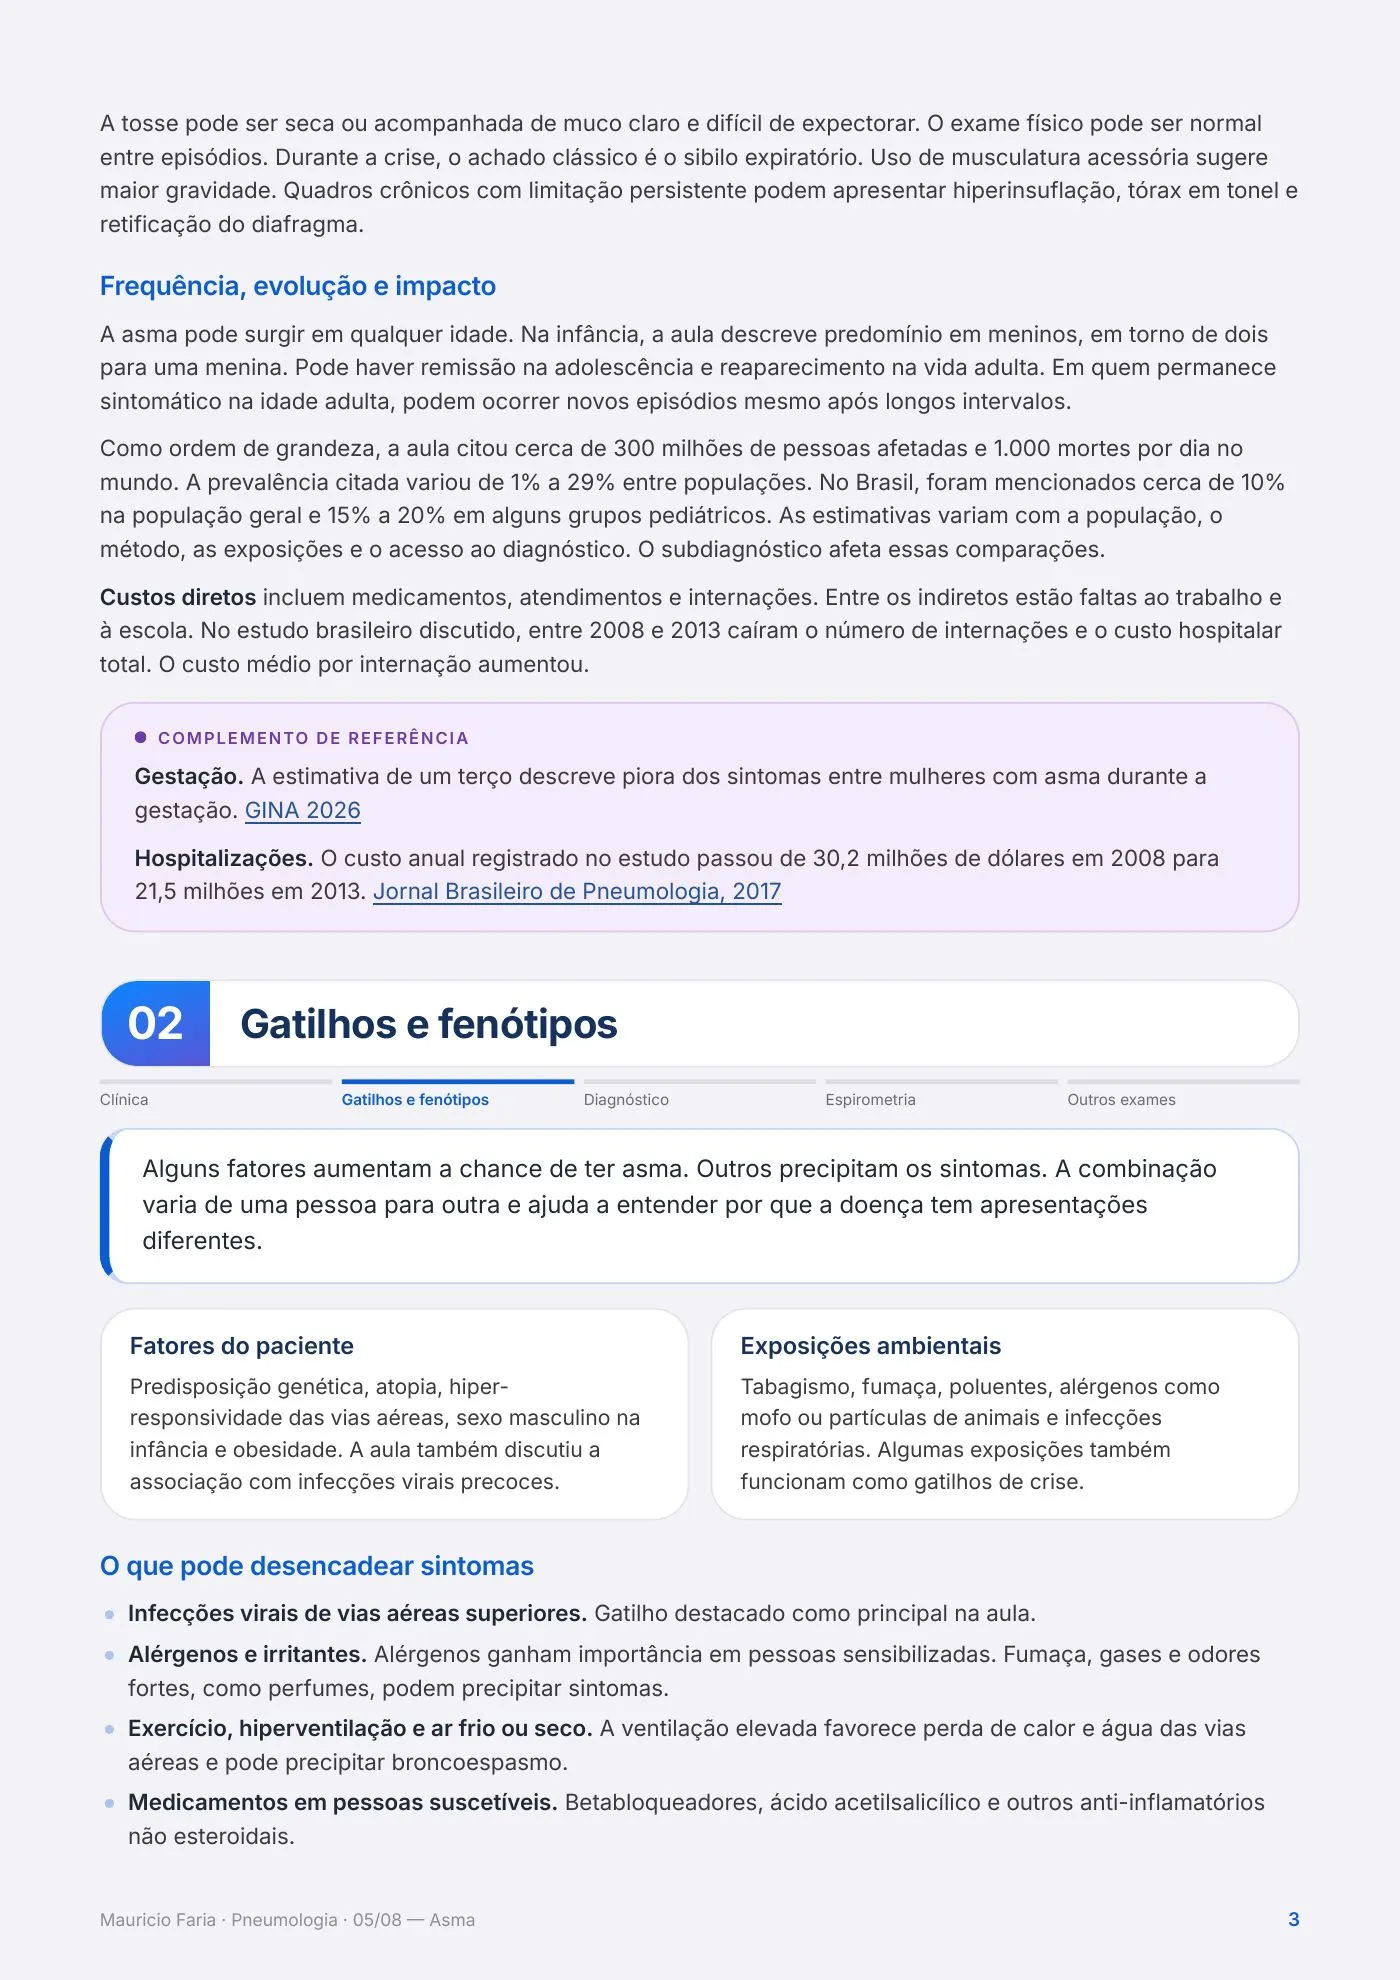 A tosse pode ser seca ou acompanhada de muco claro e difícil de expectorar. O exame físico pode ser normal
entre episódios. Durante a crise, o achado clássico é o sibilo expiratório. Uso de musculatura acessória sugere
maior gravidade. Quadros crônicos com limitação persistente podem apresentar hiperinsuflação, tórax em tonel e
retificação do diafragma.
Frequência, evolução e impacto
A asma pode surgir em qualquer idade. Na infância, a aula descreve predomínio em meninos, em torno de dois
para uma menina. Pode haver remissão na adolescência e reaparecimento na vida adulta. Em quem permanece
sintomático na idade adulta, podem ocorrer novos episódios mesmo após longos intervalos.
Como ordem de grandeza, a aula citou cerca de 300 milhões de pessoas afetadas e 1.000 mortes por dia no
mundo. A prevalência citada variou de 1% a 29% entre populações. No Brasil, foram mencionados cerca de 10%
na população geral e 15% a 20% em alguns grupos pediátricos. As estimativas variam com a população, o
método, as exposições e o acesso ao diagnóstico. O subdiagnóstico afeta essas comparações.
Custos diretos incluem medicamentos, atendimentos e internações. Entre os indiretos estão faltas ao trabalho e
à escola. No estudo brasileiro discutido, entre 2008 e 2013 caíram o número de internações e o custo hospitalar
total. O custo médio por internação aumentou.
COMPLEMENTO DE REFERÊNCIA
Gestação. A estimativa de um terço descreve piora dos sintomas entre mulheres com asma durante a
gestação. GINA 2026
Hospitalizações. O custo anual registrado no estudo passou de 30,2 milhões de dólares em 2008 para
21,5 milhões em 2013. Jornal Brasileiro de Pneumologia, 2017
02 Gatilhos e fenótipos
Clínica Gatilhos e fenótipos Diagnóstico Espirometria Outros exames
Alguns fatores aumentam a chance de ter asma. Outros precipitam os sintomas. A combinação
varia de uma pessoa para outra e ajuda a entender por que a doença tem apresentações
diferentes.
Fatores do paciente
Predisposição genética, atopia, hiper-
responsividade das vias aéreas, sexo masculino na
infância e obesidade. A aula também discutiu a
associação com infecções virais precoces.
Exposições ambientais
Tabagismo, fumaça, poluentes, alérgenos como
mofo ou partículas de animais e infecções
respiratórias. Algumas exposições também
funcionam como gatilhos de crise.
O que pode desencadear sintomas
Infecções virais de vias aéreas superiores. Gatilho destacado como principal na aula.
Alérgenos e irritantes. Alérgenos ganham importância em pessoas sensibilizadas. Fumaça, gases e odores
fortes, como perfumes, podem precipitar sintomas.
Exercício, hiperventilação e ar frio ou seco. A ventilação elevada favorece perda de calor e água das vias
aéreas e pode precipitar broncoespasmo.
Medicamentos em pessoas suscetíveis. Betabloqueadores, ácido acetilsalicílico e outros anti-inflamatórios
não esteroidais.
Mauricio Faria · Pneumologia · 05/08 — Asma 3